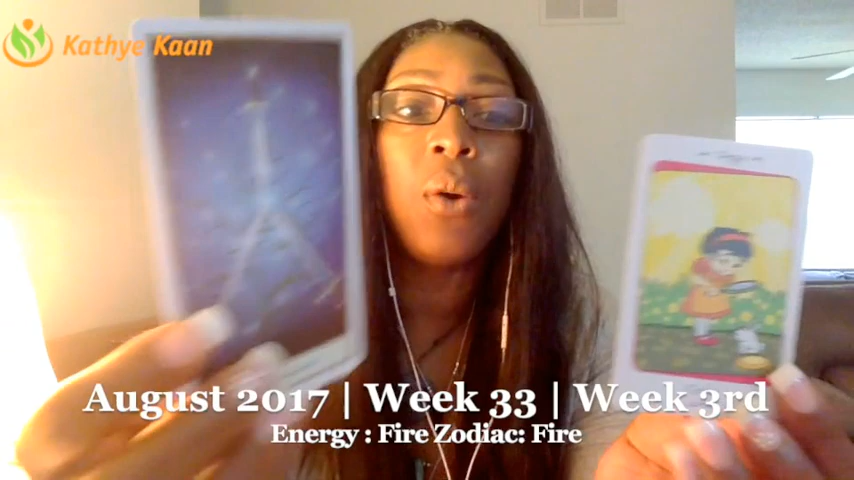 Kathye Kaan
August 2017 | Week 33 | Week 3rd
Energy : Fire Zodiac: Fire